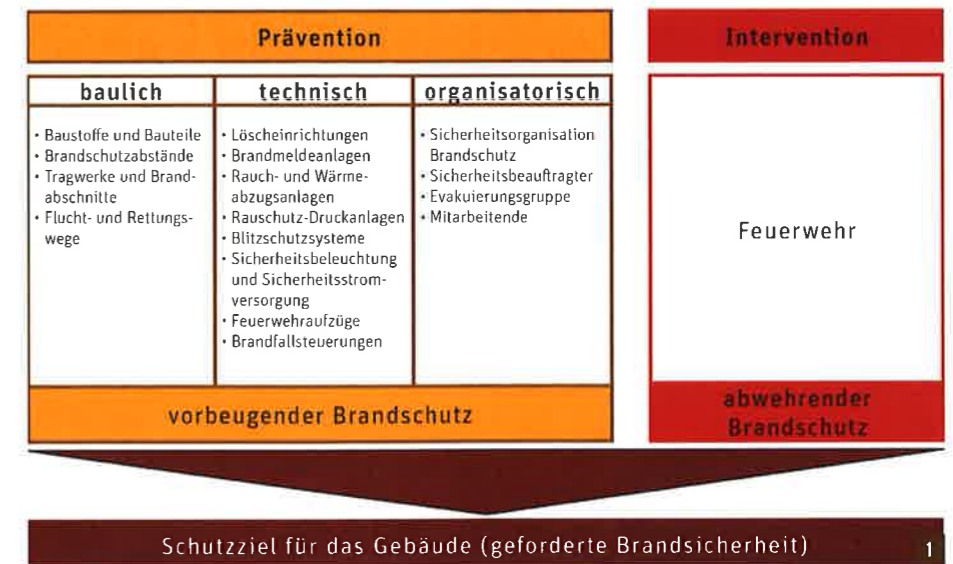 Prävention
Intervention
baulich
technisch
organisatorisch
• Baustoffe und Bauteile
• Brandschutzabstände
• Tragwerke und Brand-
abschnitte
• Flucht- und Rettungs-
wege
• Löscheinrichtungen
• Brandmeldeanlagen
• Rauch- und Wärme-
abzugsanlagen
• Rauschutz-Druckanlagen
• Blitzschutzsysteme
• Sicherheitsbeleuchtung
und Sicherheitsstrom-
versorgung
• Feuerwehraufzüge
• Brandfallsteuerungen
• Sicherheitsorganisation
Brandschutz
• Sicherheitsbeauftragter
• Evakuierungsgruppe
• Mitarbeitende
Feuerwehr
vorbeugender Brandschutz
abwehrender
Brandschutz
Schutzziel für das Gebäude (geforderte Brandsicherheit)
1